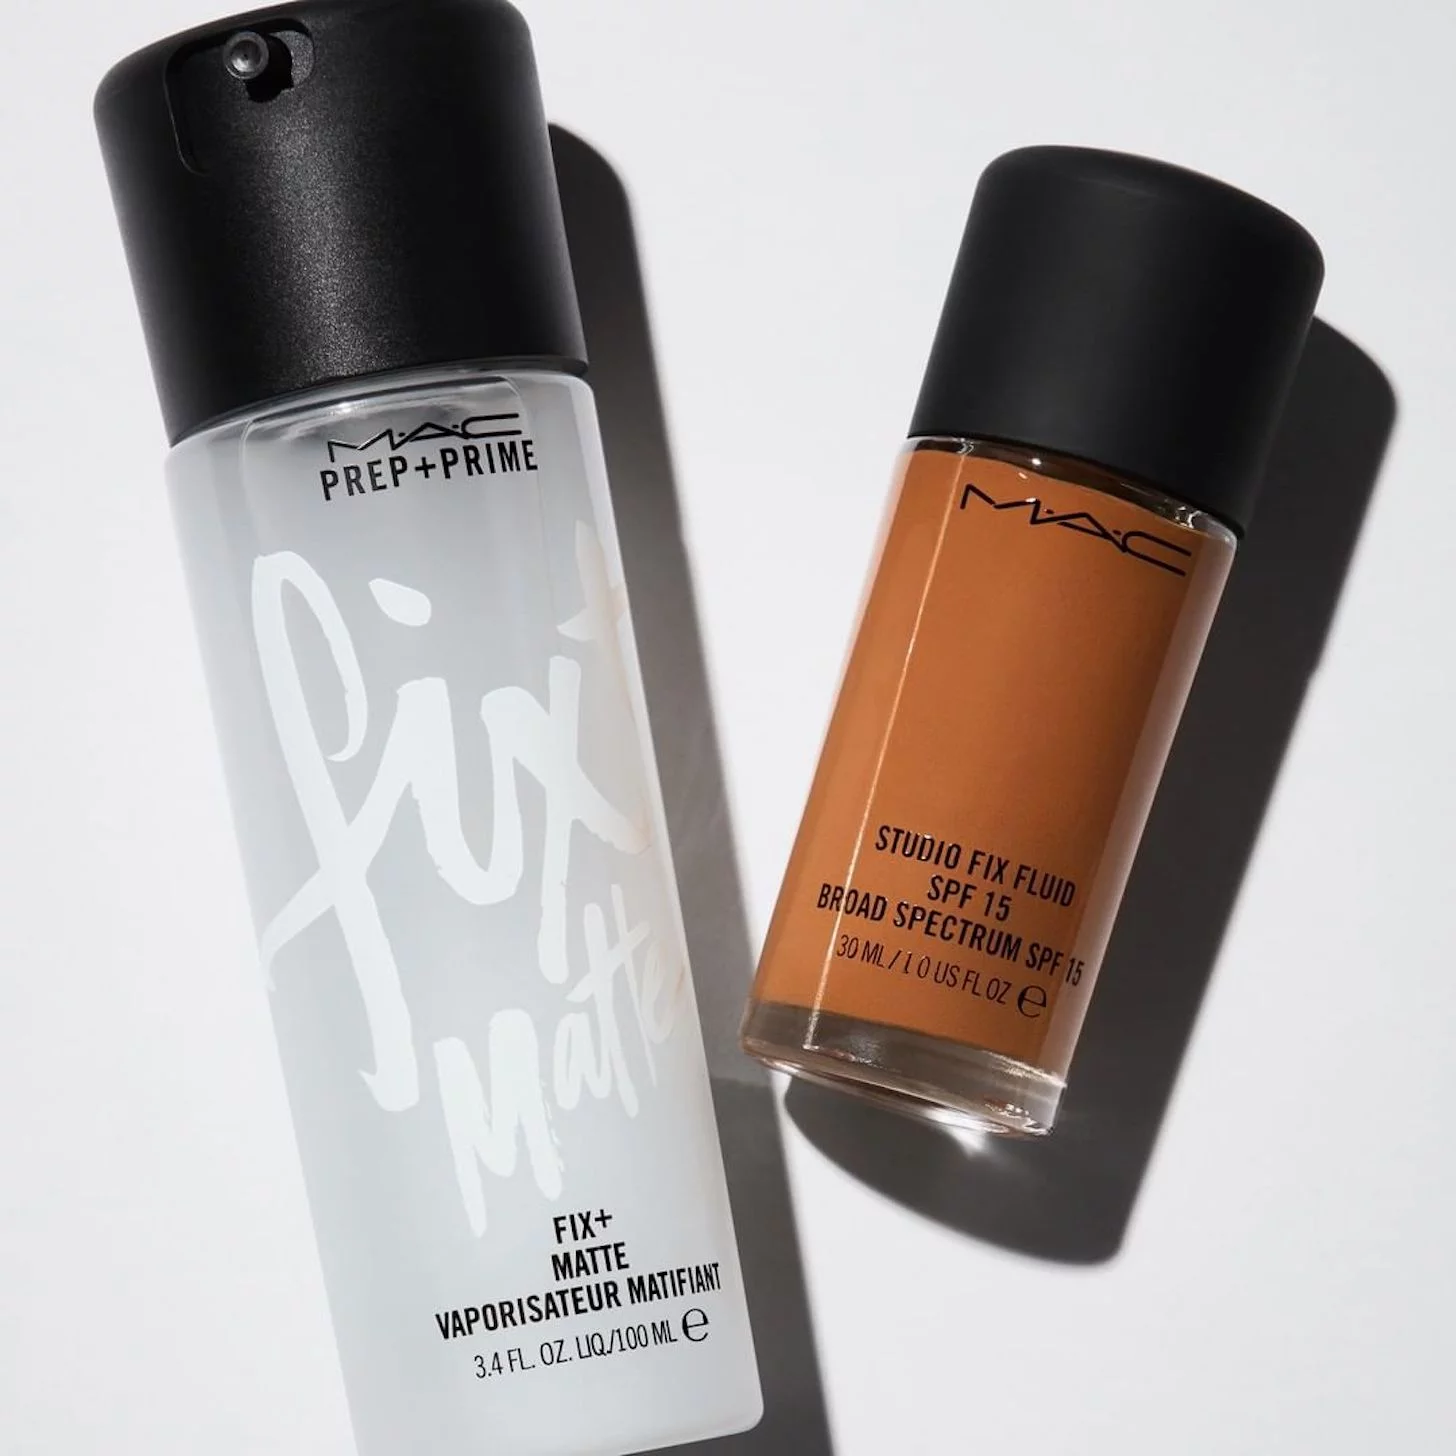 M·A·C
PREP+PRIME
fix+
Matte
FIX+
MATTE
VAPORISATEUR MATIFIANT
3.4 FL. OZ. LIQ./100 ML e
M·A·C
STUDIO FIX FLUID
SPF 15
BROAD SPECTRUM SPF 15
30 ML / 1 0 US FL OZ e